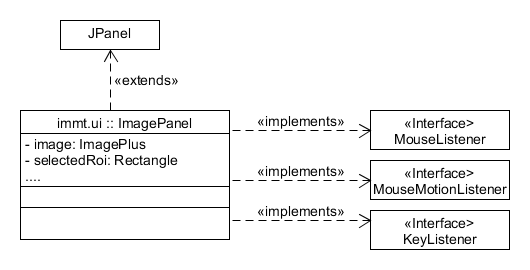 JPanel
«extends»
immt.ui :: ImagePanel
- image: ImagePlus
- selectedRoi: Rectangle
....
«implements»
«Interface>
MouseListener
«implements»
«Interface>
MouseMotionListener
«implements»
«Interface>
KeyListener